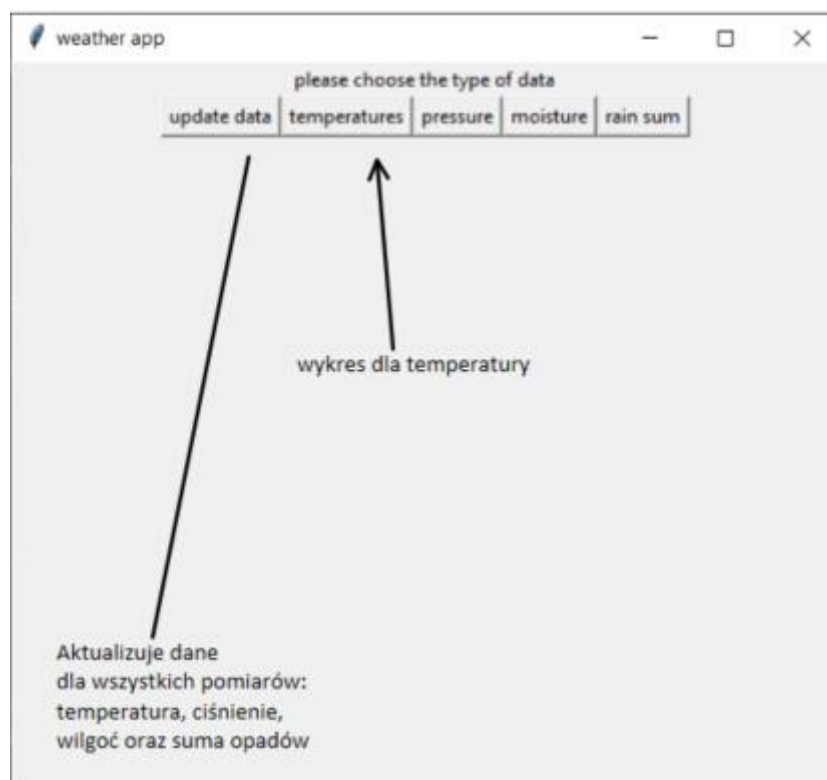 weather app
please choose the type of data
update data temperatures pressure moisture rain sum
wykres dla temperatury
Aktualizuje dane
dla wszystkich pomiarów:
temperatura, ciśnienie,
wilgoć oraz suma opadów